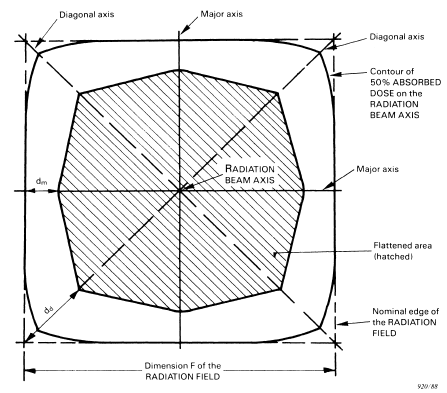 Diagonal axis
Major axis
Diagonal axis
Contour of
50% ABSORBED
DOSE on the
RADIATION
BEAM AXIS
RADIATION
BEAM AXIS
Major axis
dm
Flattened area
(hatched)
dd
Nominal edge of
the RADIATION
FIELD
Dimension F of the
RADIATION FIELD
920/88